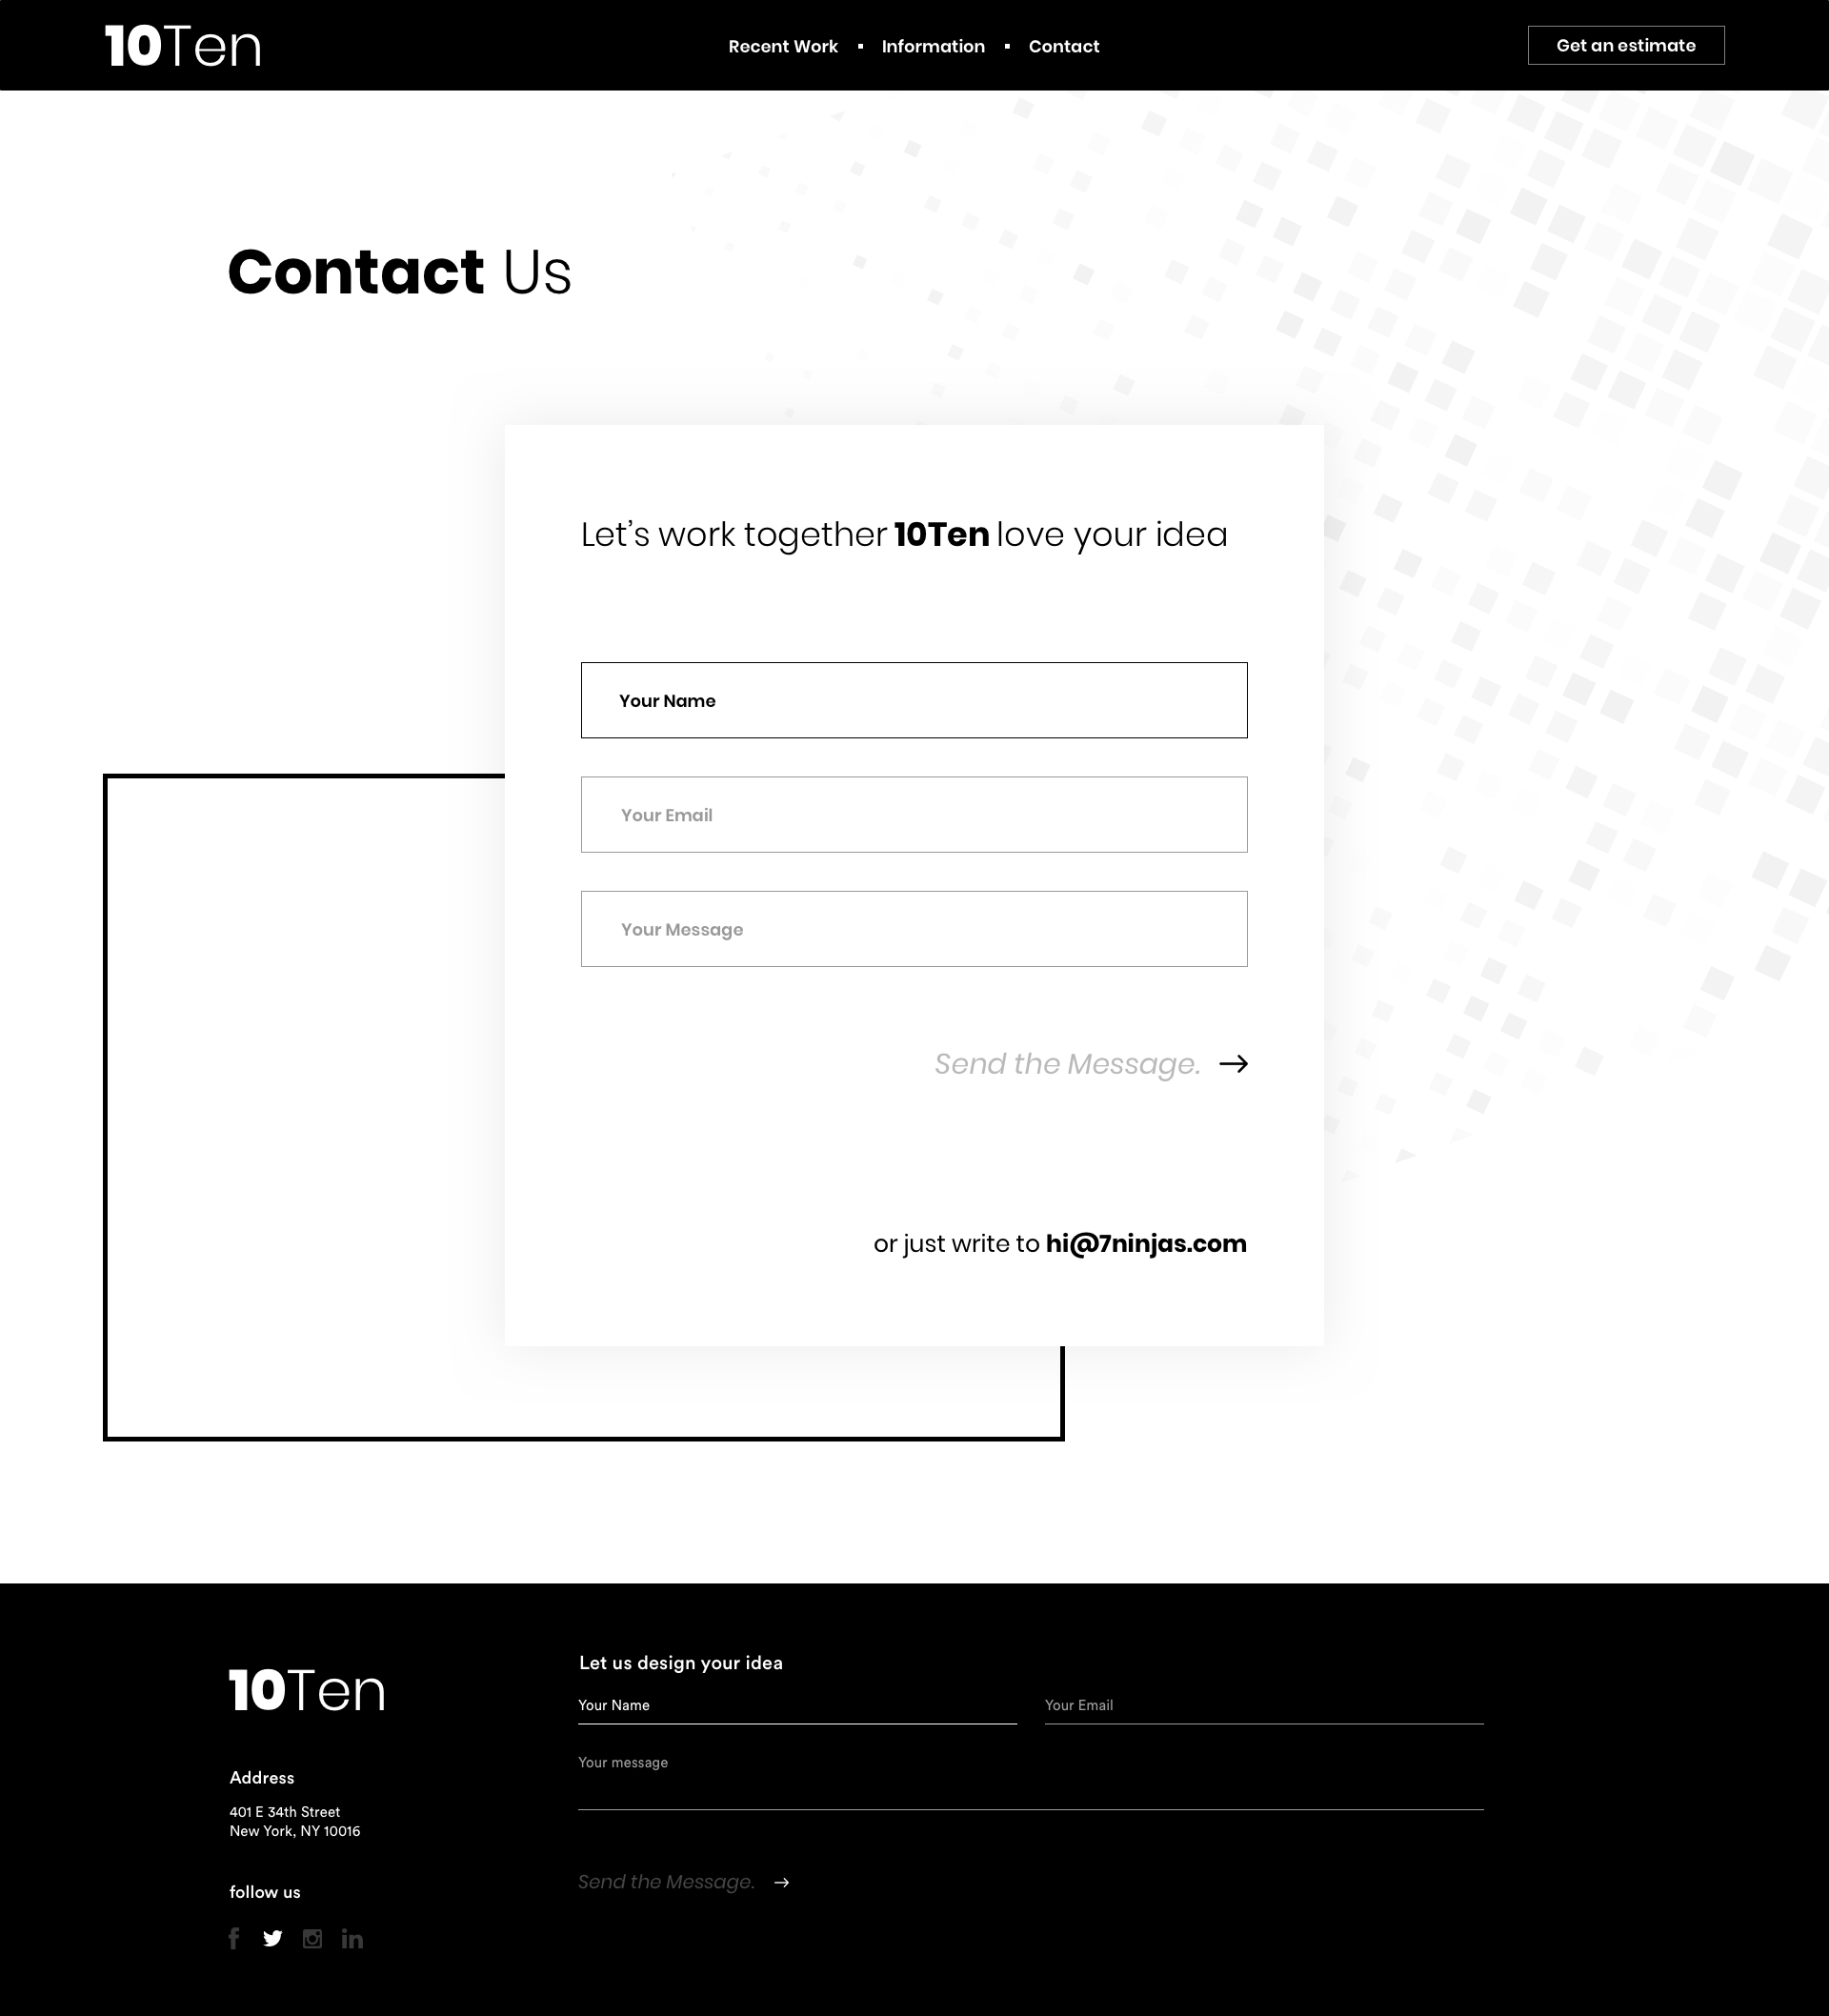 10Ten
Recent Work
Information
Contact
Get an estimate
Contact Us
Let’s work together 10Ten love your idea
Your Name
Your Email
Your Message
Send the Message.
or just write to hi@7ninjas.com
10Ten
Address
401 E 34th Street
New York, NY 10016
follow us
Let us design your idea
Your Name
Your Email
Your message
Send the Message.